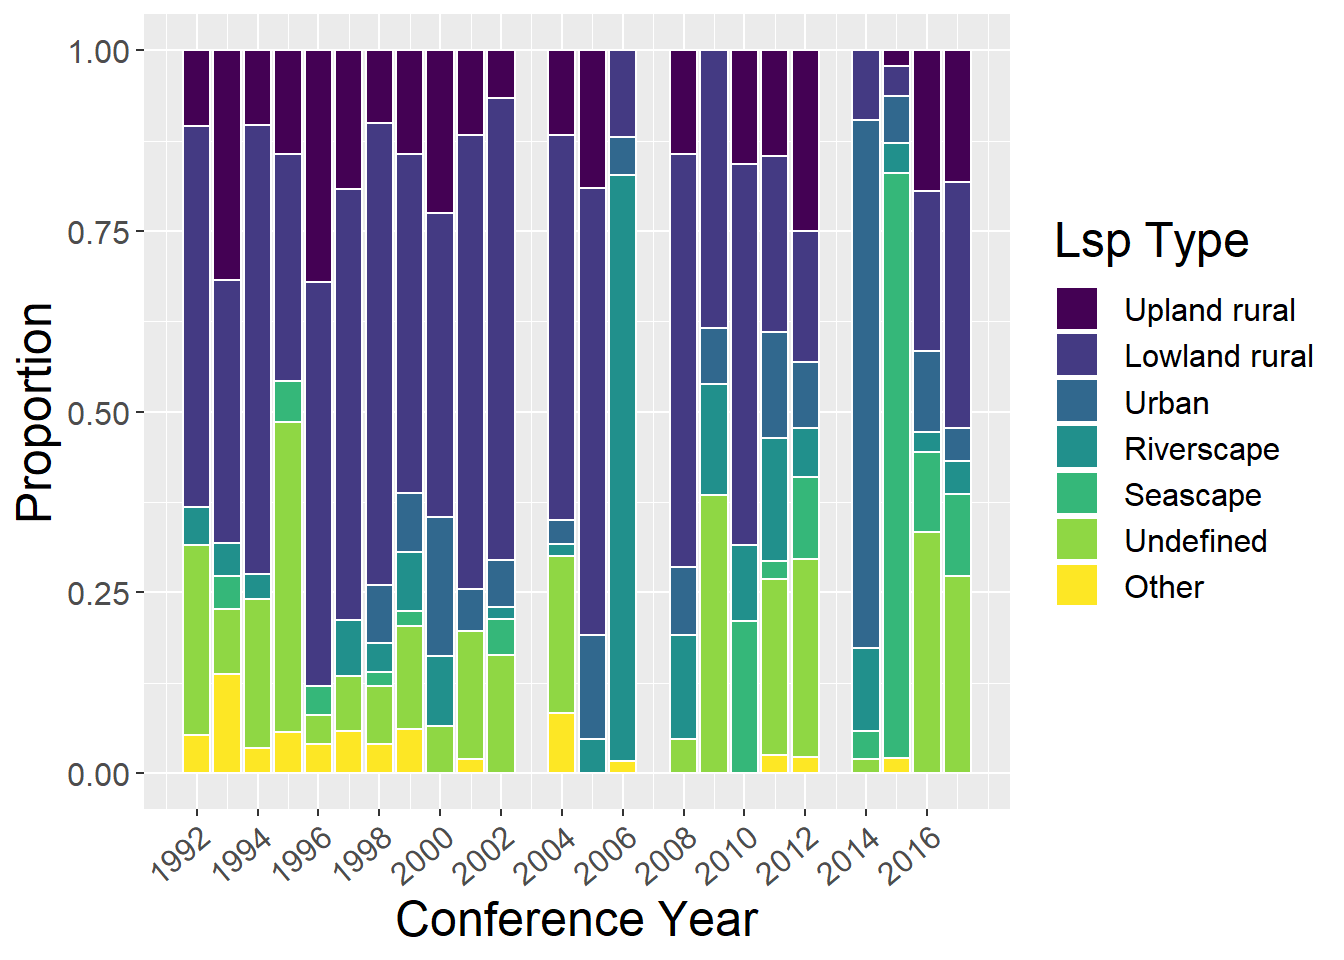 1.00
0.75
0.50
0.25
0.00
Proportion
1992
1994
1996
1998
2000
2002
2004
2006
2008
2010
2012
2014
2016
Conference Year
Lsp Type
Upland rural
Lowland rural
Urban
Riverscape
Seascape
Undefined
Other